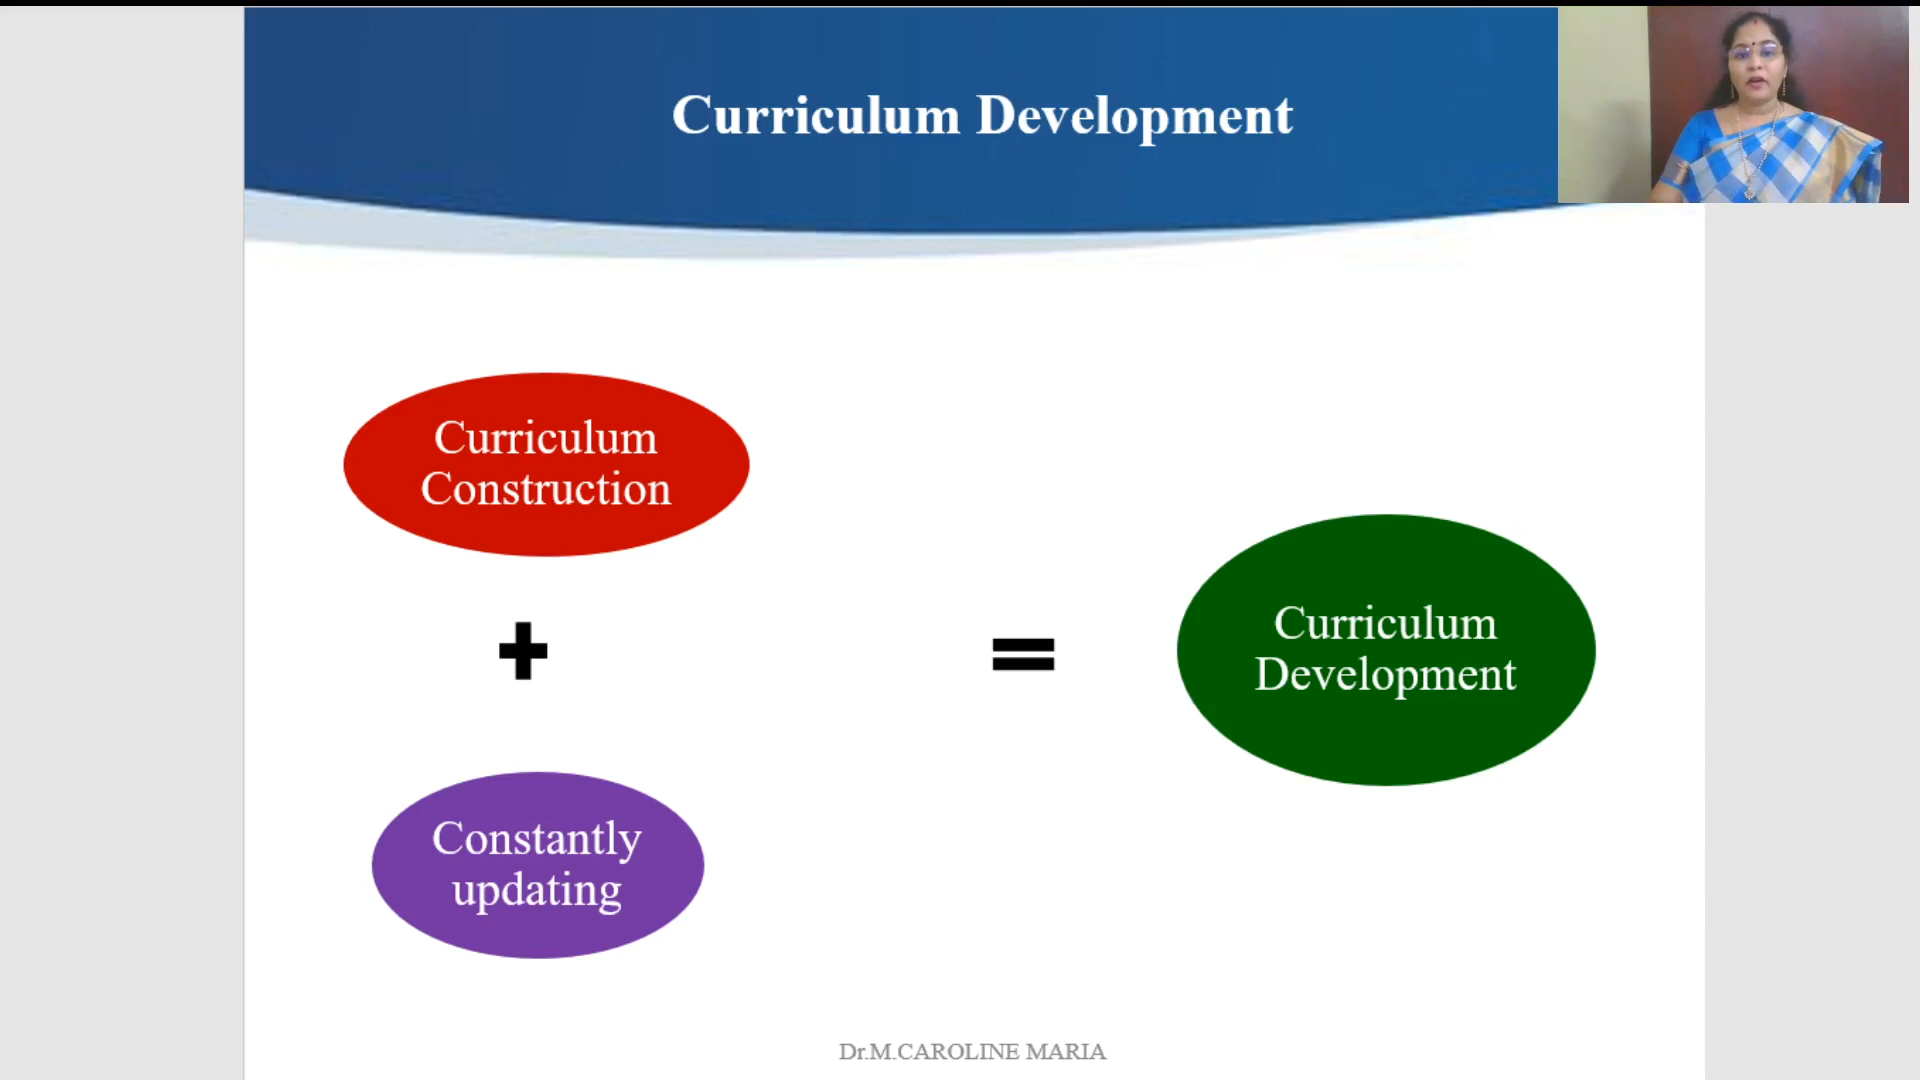 Curriculum Development
Curriculum
Construction
+
=
Curriculum
Development
Constantly
updating
Dr.M.CAROLINE MARIA